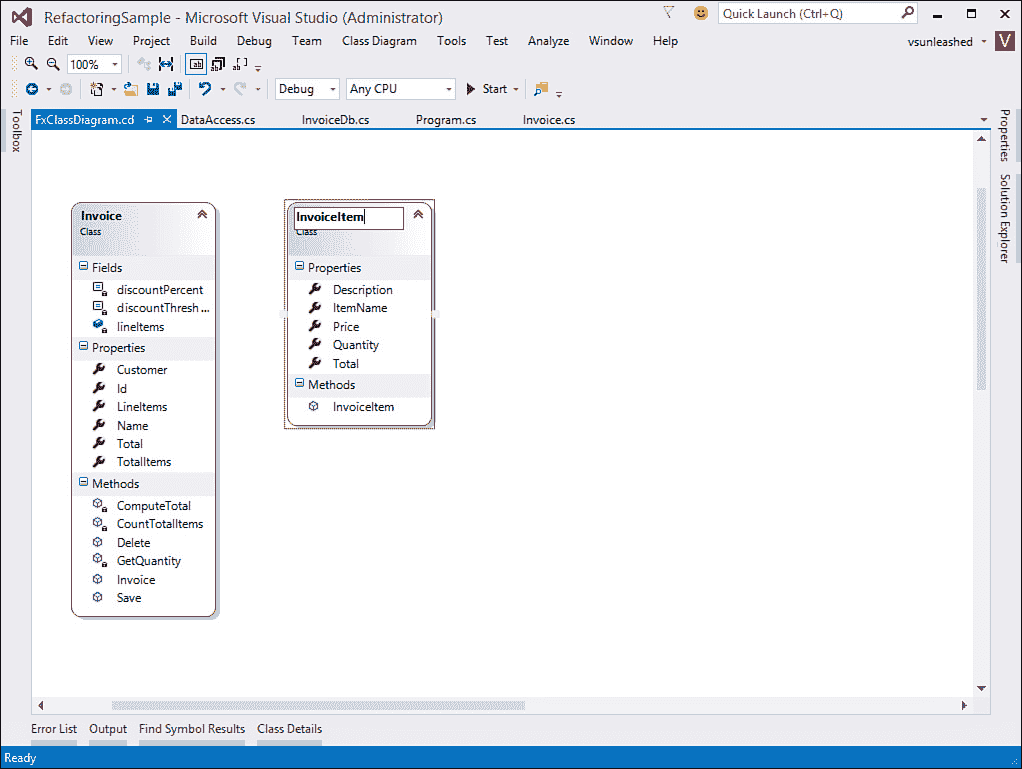 RefactoringSample - Microsoft Visual Studio (Administrator)
Quick Launch (Ctrl+Q)
File Edit View Project Build Debug Team Class Diagram Tools Test Analyze Window Help
vsunleashed
V
100%
Debug Any CPU Start
FxClassDiagram.cd DataAccess.cs InvoiceDb.cs Program.cs Invoice.cs
Toolbox
Properties
Solution Explorer
Invoice
Class
Fields
discountPercent
discountThresh...
lineItems
Properties
Customer
Id
LineItems
Name
Total
TotalItems
Methods
ComputeTotal
CountTotalItems
Delete
GetQuantity
Invoice
Save
InvoiceItem
Class
Properties
Description
ItemName
Price
Quantity
Total
Methods
InvoiceItem
Error List Output Find Symbol Results Class Details
Ready